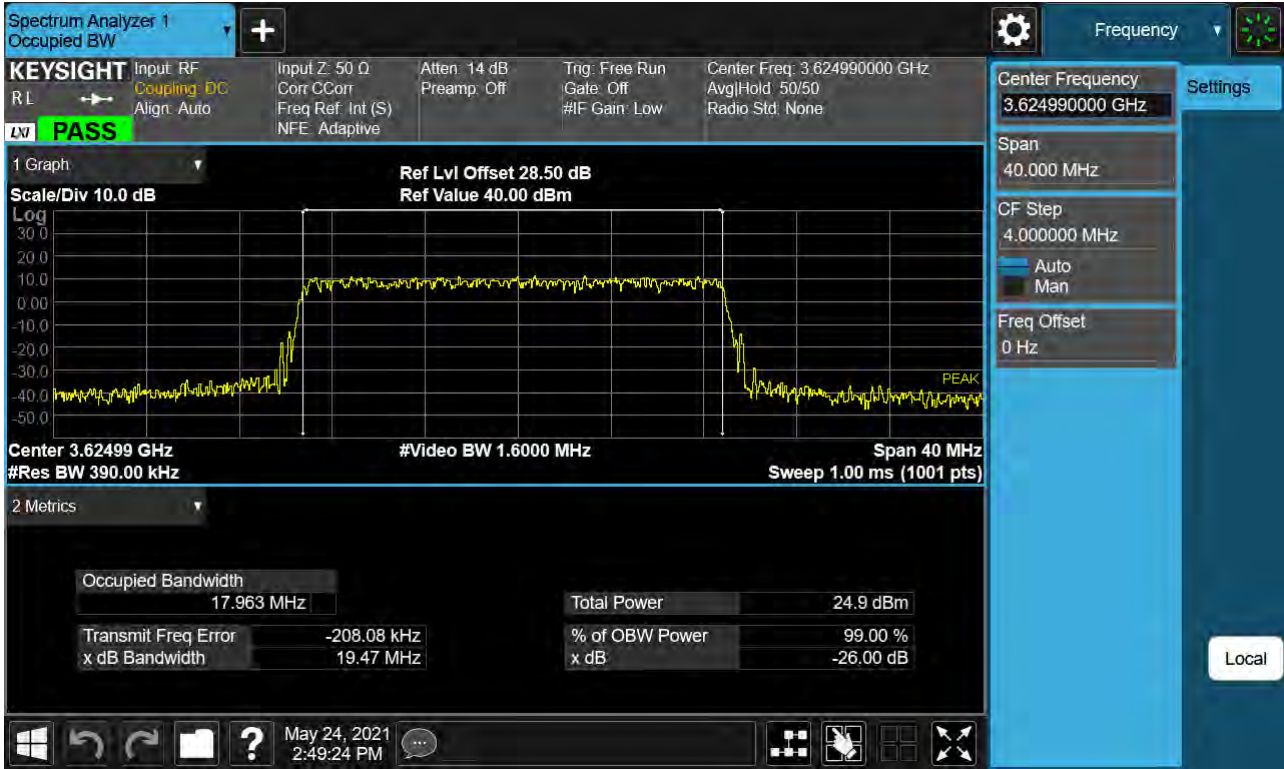 Spectrum Analyzer 1
Occupied BW
+
Frequency
KEYSIGHT
R L
LXI
PASS
Input: RF
Coupling: DC
Align: Auto
Input Z: 50 Ω
Corr CCorr
Freq Ref: Int (S)
NFE: Adaptive
Atten: 14 dB
Preamp: Off
Trig: Free Run
Gate: Off
#IF Gain: Low
Center Freq: 3.624990000 GHz
Avg|Hold: 50/50
Radio Std: None
Center Frequency
3.624990000 GHz
Settings
Span
40.000 MHz
CF Step
4.000000 MHz
Auto
Man
Freq Offset
0 Hz
Local
1 Graph
Scale/Div 10.0 dB
Ref Lvl Offset 28.50 dB
Ref Value 40.00 dBm
Log
30.0
20.0
10.0
0.00
-10.0
-20.0
-30.0
-40.0
-50.0
PEAK
Center 3.62499 GHz
#Video BW 1.6000 MHz
Span 40 MHz
#Res BW 390.00 kHz
Sweep 1.00 ms (1001 pts)
2 Metrics
Occupied Bandwidth
17.963 MHz
Total Power 24.9 dBm
Transmit Freq Error -208.08 kHz
% of OBW Power 99.00 %
x dB Bandwidth 19.47 MHz
x dB -26.00 dB
?
May 24, 2021
2:49:24 PM